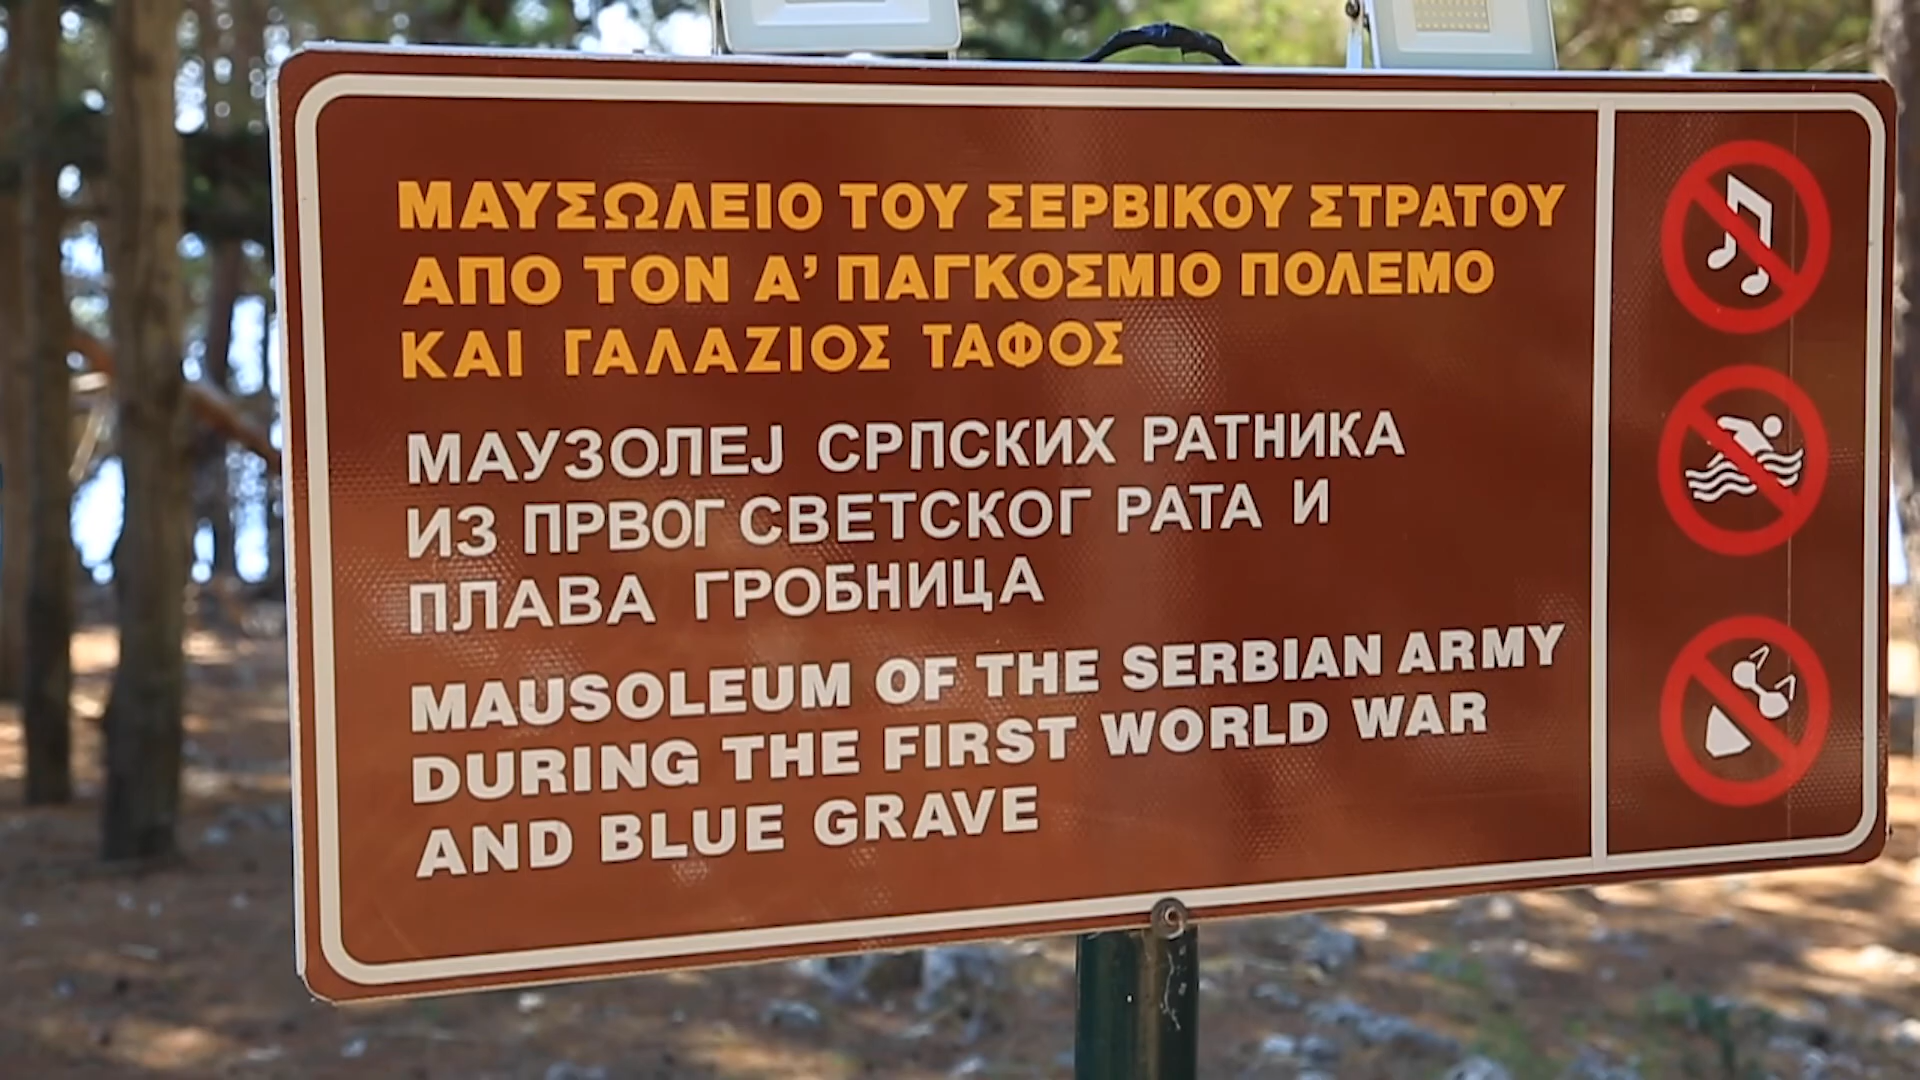 ΜΑΥΣΩΛΕΙΟ ΤΟΥ ΣΕΡΒΙΚΟΥ ΣΤΡΑΤΟΥ
ΑΠΟ ΤΟΝ Α’ ΠΑΓΚΟΣΜΙΟ ΠΟΛΕΜΟ
ΚΑΙ ΓΑΛΑΖΙΟΣ ΤΑΦΟΣ
МАУЗОЛЕЈ СРПСКИХ РАТНИКА
ИЗ ПРВОГ СВЕТСКОГ РАТА И
ПЛАВА ГРОБНИЦА
MAUSOLEUM OF THE SERBIAN ARMY
DURING THE FIRST WORLD WAR
AND BLUE GRAVE